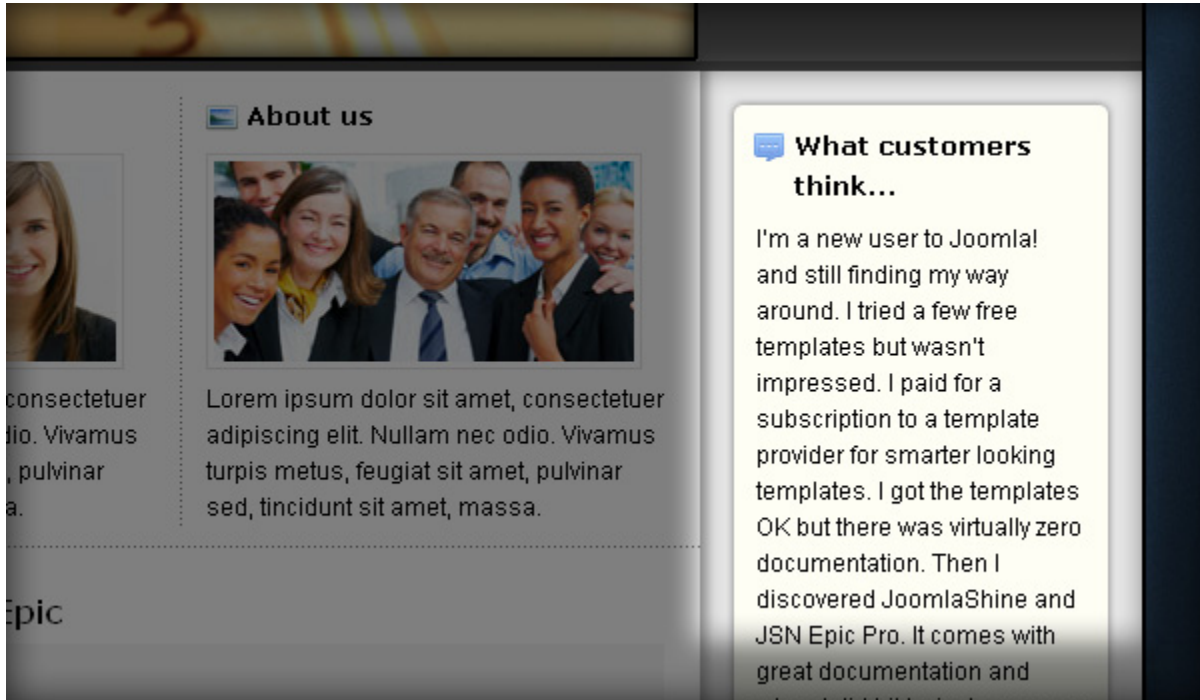 3
About us
consectetuer
dio. Vivamus
, pulvinar
a.
Lorem ipsum dolor sit amet, consectetuer
adipiscing elit. Nullam nec odio. Vivamus
turpis metus, feugiat sit amet, pulvinar
sed, tincidunt sit amet, massa.
Epic
What customers
think...
I'm a new user to Joomla!
and still finding my way
around. I tried a few free
templates but wasn't
impressed. I paid for a
subscription to a template
provider for smarter looking
templates. I got the templates
OK but there was virtually zero
documentation. Then I
discovered JoomlaShine and
JSN Epic Pro. It comes with
great documentation and